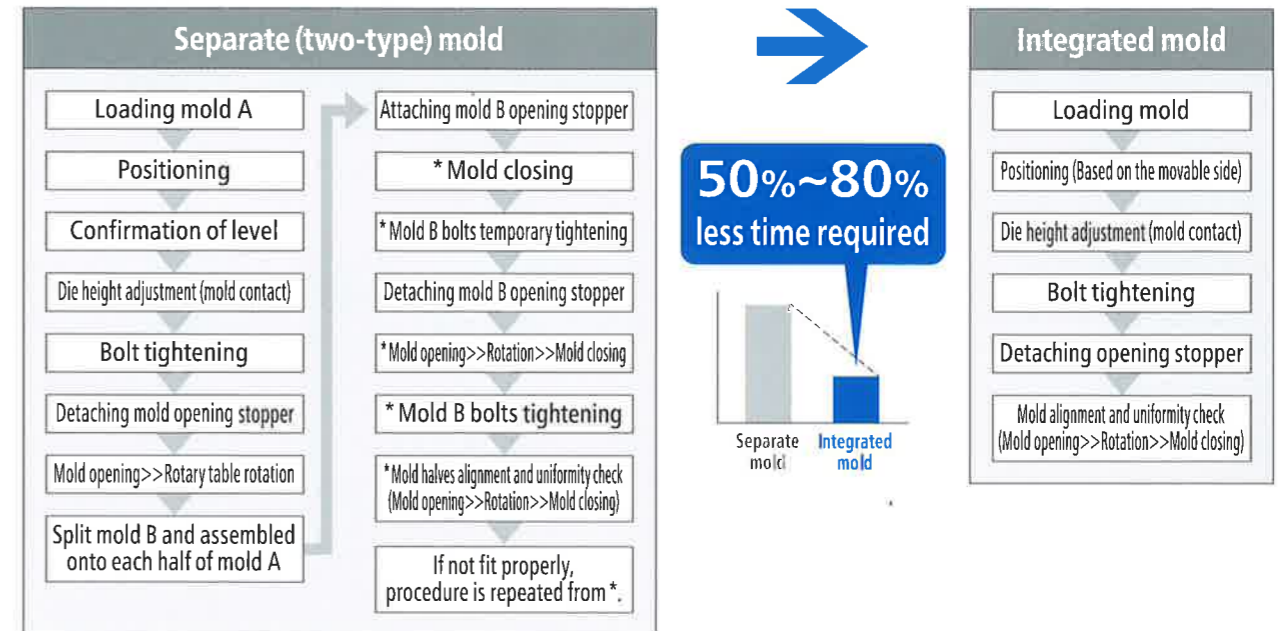 Separate (two-type) mold
Loading mold A
Positioning
Confirmation of level
Die height adjustment (mold contact)
Bolt tightening
Detaching mold opening stopper
Mold opening>>Rotary table rotation
Split mold B and assembled
onto each half of mold A
Attaching mold B opening stopper
* Mold closing
* Mold B bolts temporary tightening
Detaching mold B opening stopper
* Mold opening>>Rotation>>Mold closing
* Mold B bolts tightening
* Mold halves alignment and uniformity check
(Mold opening>>Rotation>>Mold closing)
If not fit properly,
procedure is repeated from *.
50%~80%
less time required
Separate
mold
Integrated
mold
Integrated mold
Loading mold
Positioning (Based on the movable side)
Die height adjustment (mold contact)
Bolt tightening
Detaching opening stopper
Mold alignment and uniformity check
(Mold opening>>Rotation>>Mold closing)